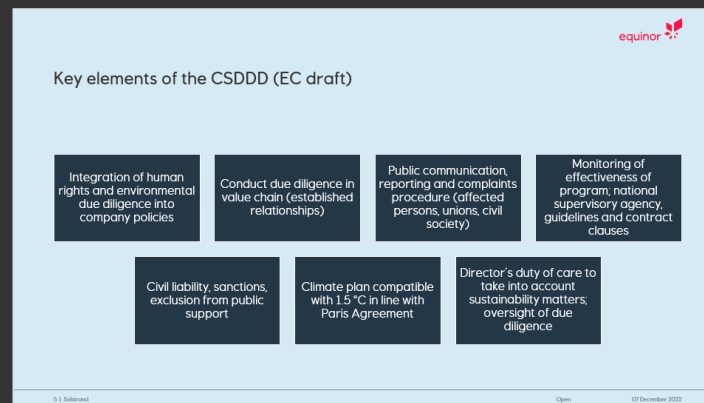 equinor
Key elements of the CSDDD (EC draft)
Integration of human
rights and environmental
due diligence into
company policies
Conduct due diligence in
value chain (established
relationships)
Public communication,
reporting and complaints
procedure (affected
persons, unions, civil
society)
Monitoring of
effectiveness of
program; national
supervisory agency,
guidelines and contract
clauses
Civil liability, sanctions,
exclusion from public
support
Climate plan compatible
with 1.5 °C in line with
Paris Agreement
Director's duty of care to
take into account
sustainability matters;
oversight of due
diligence
5 | Solstrand
Open
07 December 2022